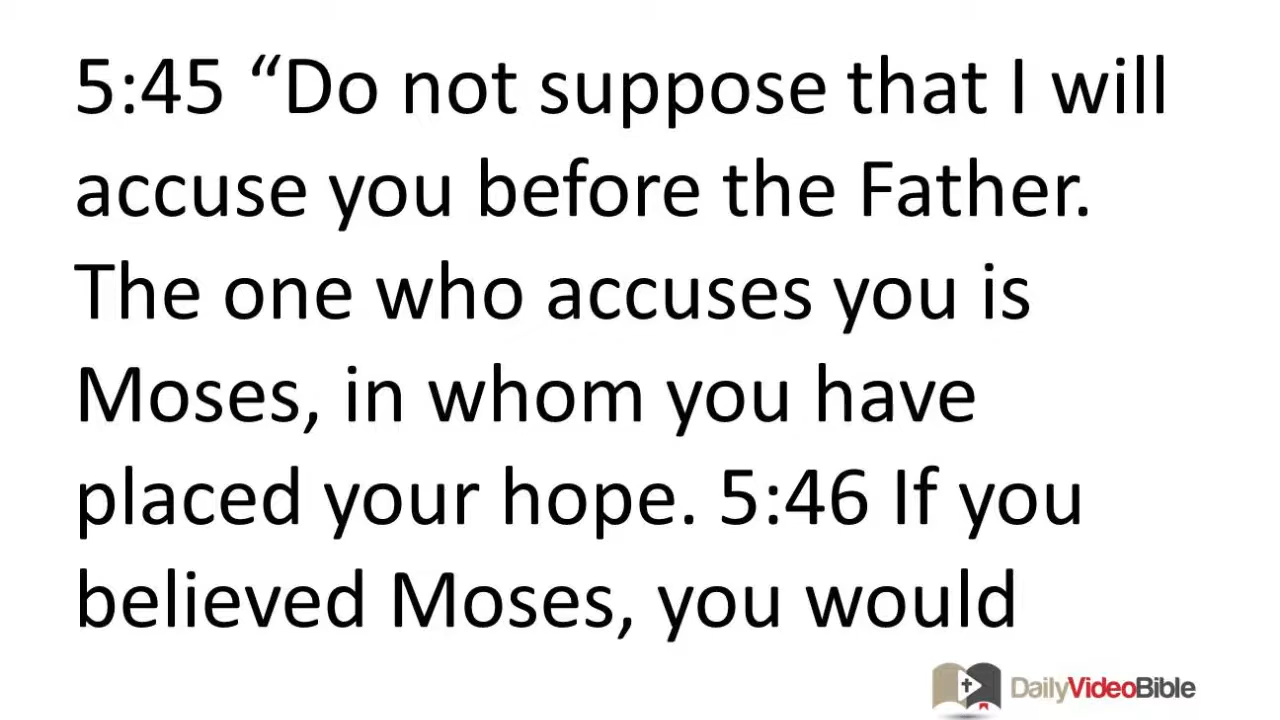 5:45 “Do not suppose that I will
accuse you before the Father.
The one who accuses you is
Moses, in whom you have
placed your hope. 5:46 If you
believed Moses, you would
DailyVideoBible